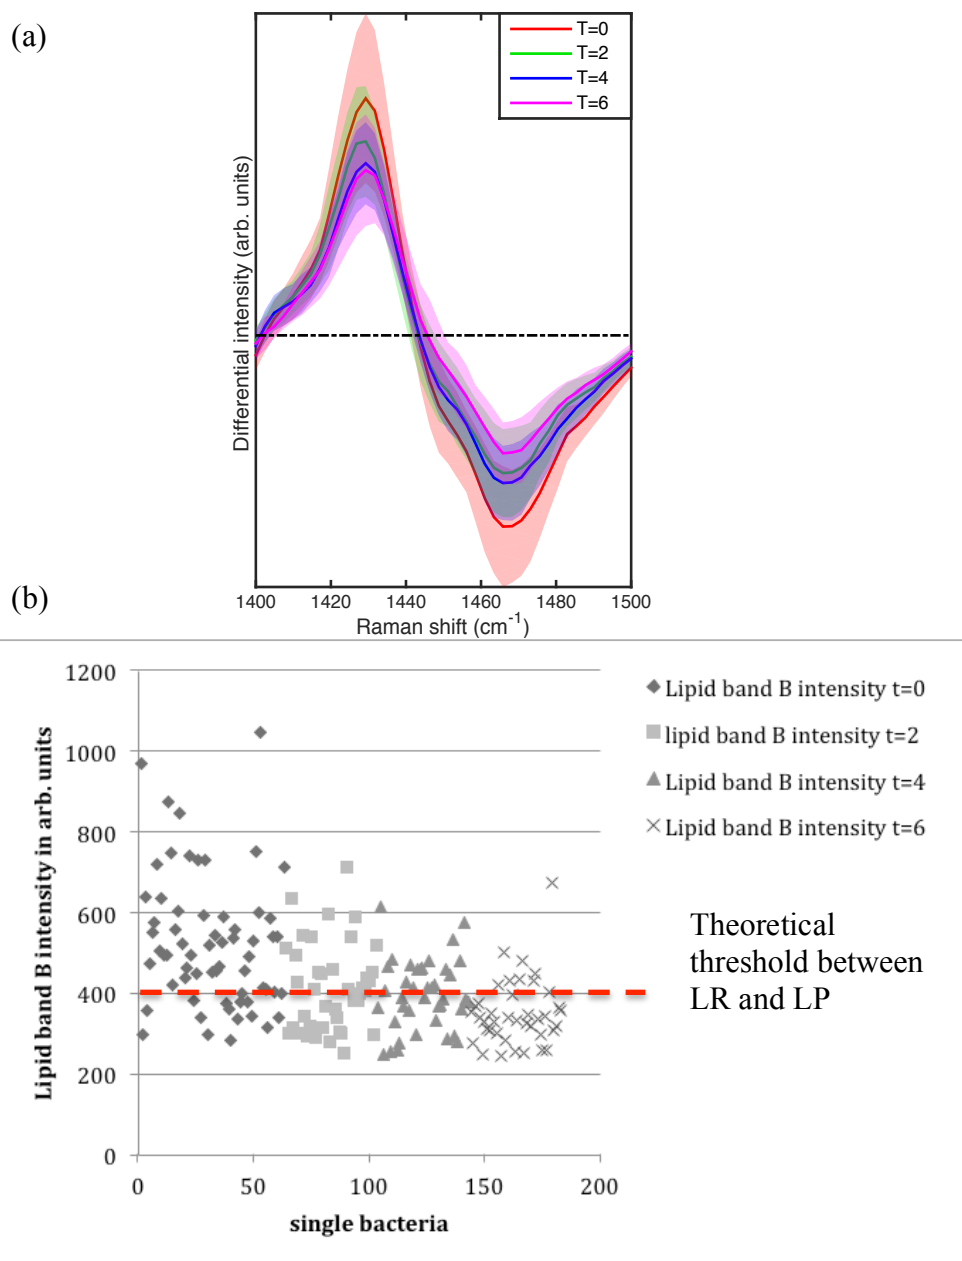 (a)
T=0
T=2
T=4
T=6
Differential intensity (arb. units)
1400 1420 1440 1460 1480 1500
Raman shift (cm⁻¹)
(b)
Lipid band B intensity in arb. units
1200
1000
800
600
400
200
0
0 50 100 150 200
single bacteria
Lipid band B intensity t=0
lipid band B intensity t=2
Lipid band B intensity t=4
Lipid band B intensity t=6
Theoretical
threshold between
LR and LP